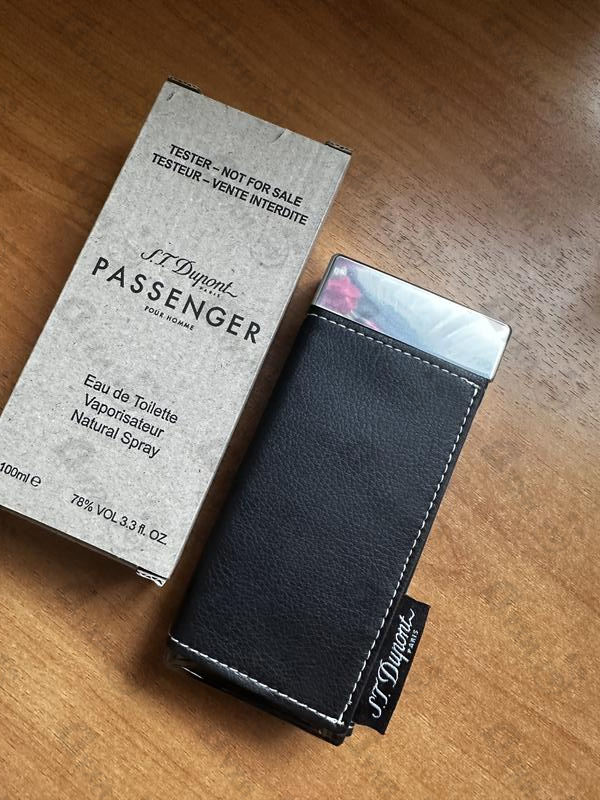 TESTER – NOT FOR SALE
TESTEUR – VENTE INTERDITE
S.T. Dupont
PARIS
PASSENGER
POUR HOMME
Eau de Toilette
Vaporisateur
Natural Spray
100ml e
78% VOL 3.3 fl. OZ.
S.T. Dupont
PARIS